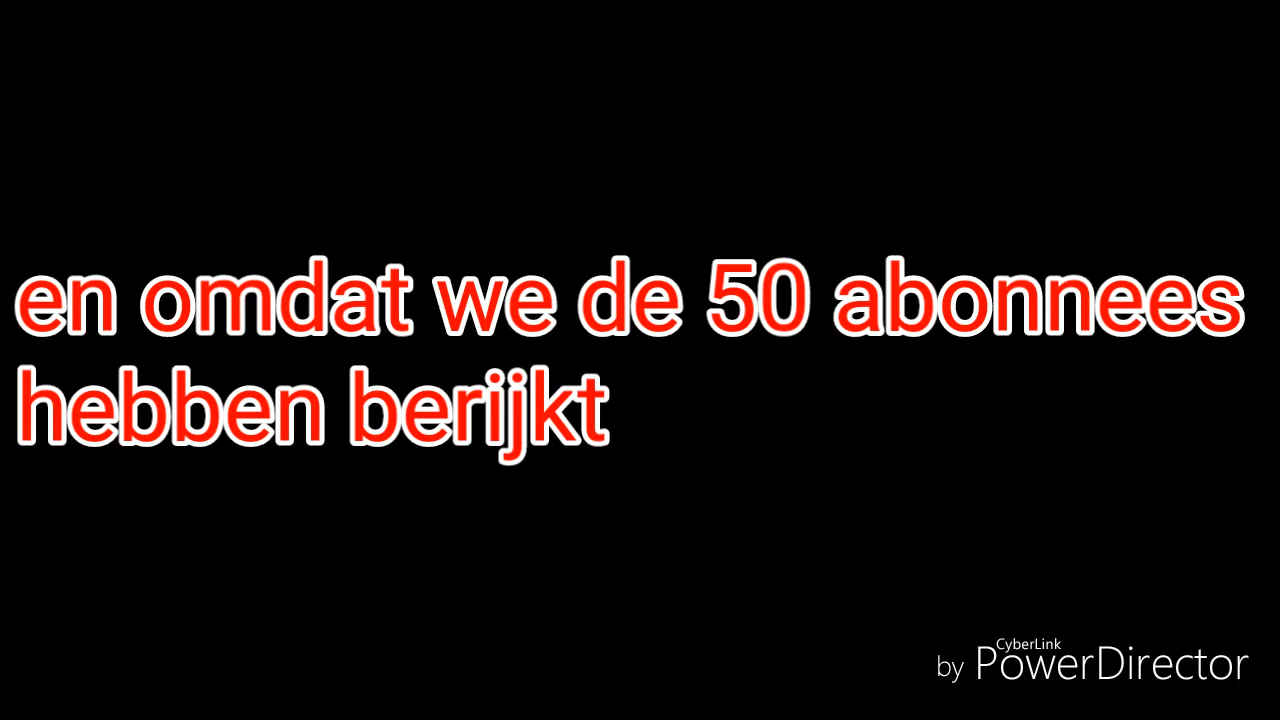 en omdat we de 50 abonnees
hebben berijkt
CyberLink
by PowerDirector